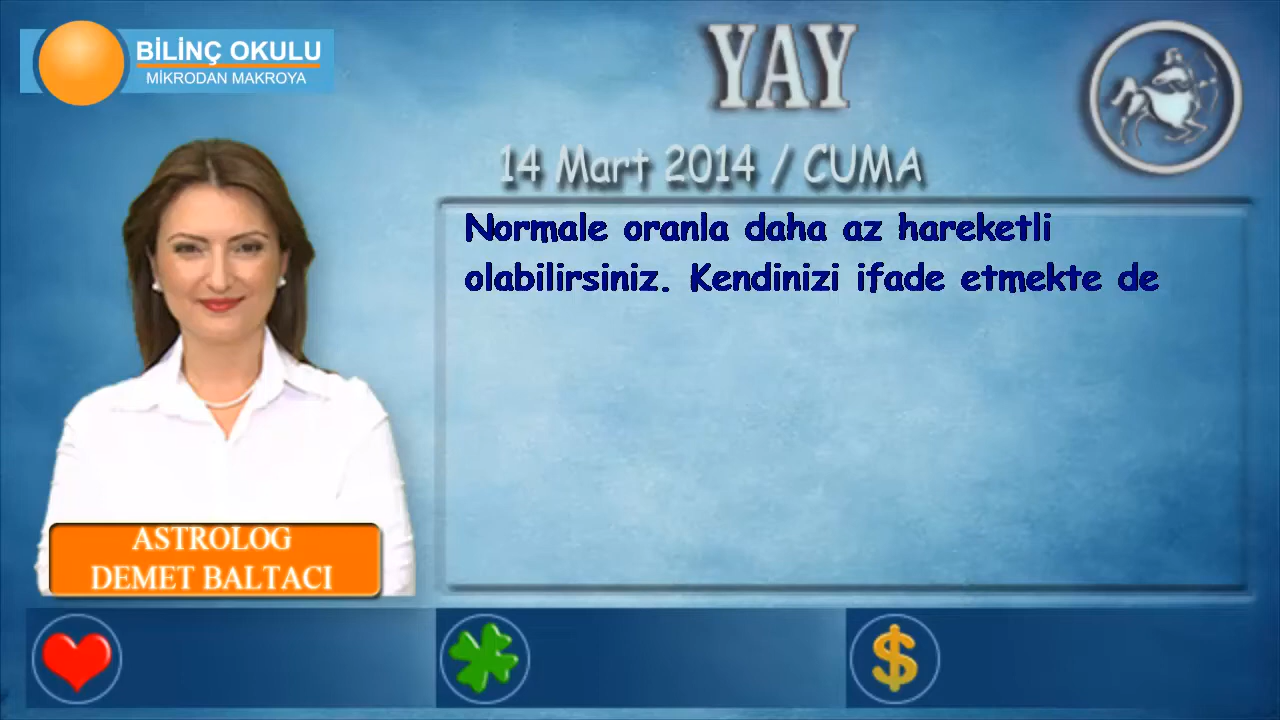 BİLİNÇ OKULU
MİKRODAN MAKROYA
YAY
14 Mart 2014 / CUMA
Normale oranla daha az hareketli
olabilirsiniz. Kendinizi ifade etmekte de
ASTROLOG
DEMET BALTACI